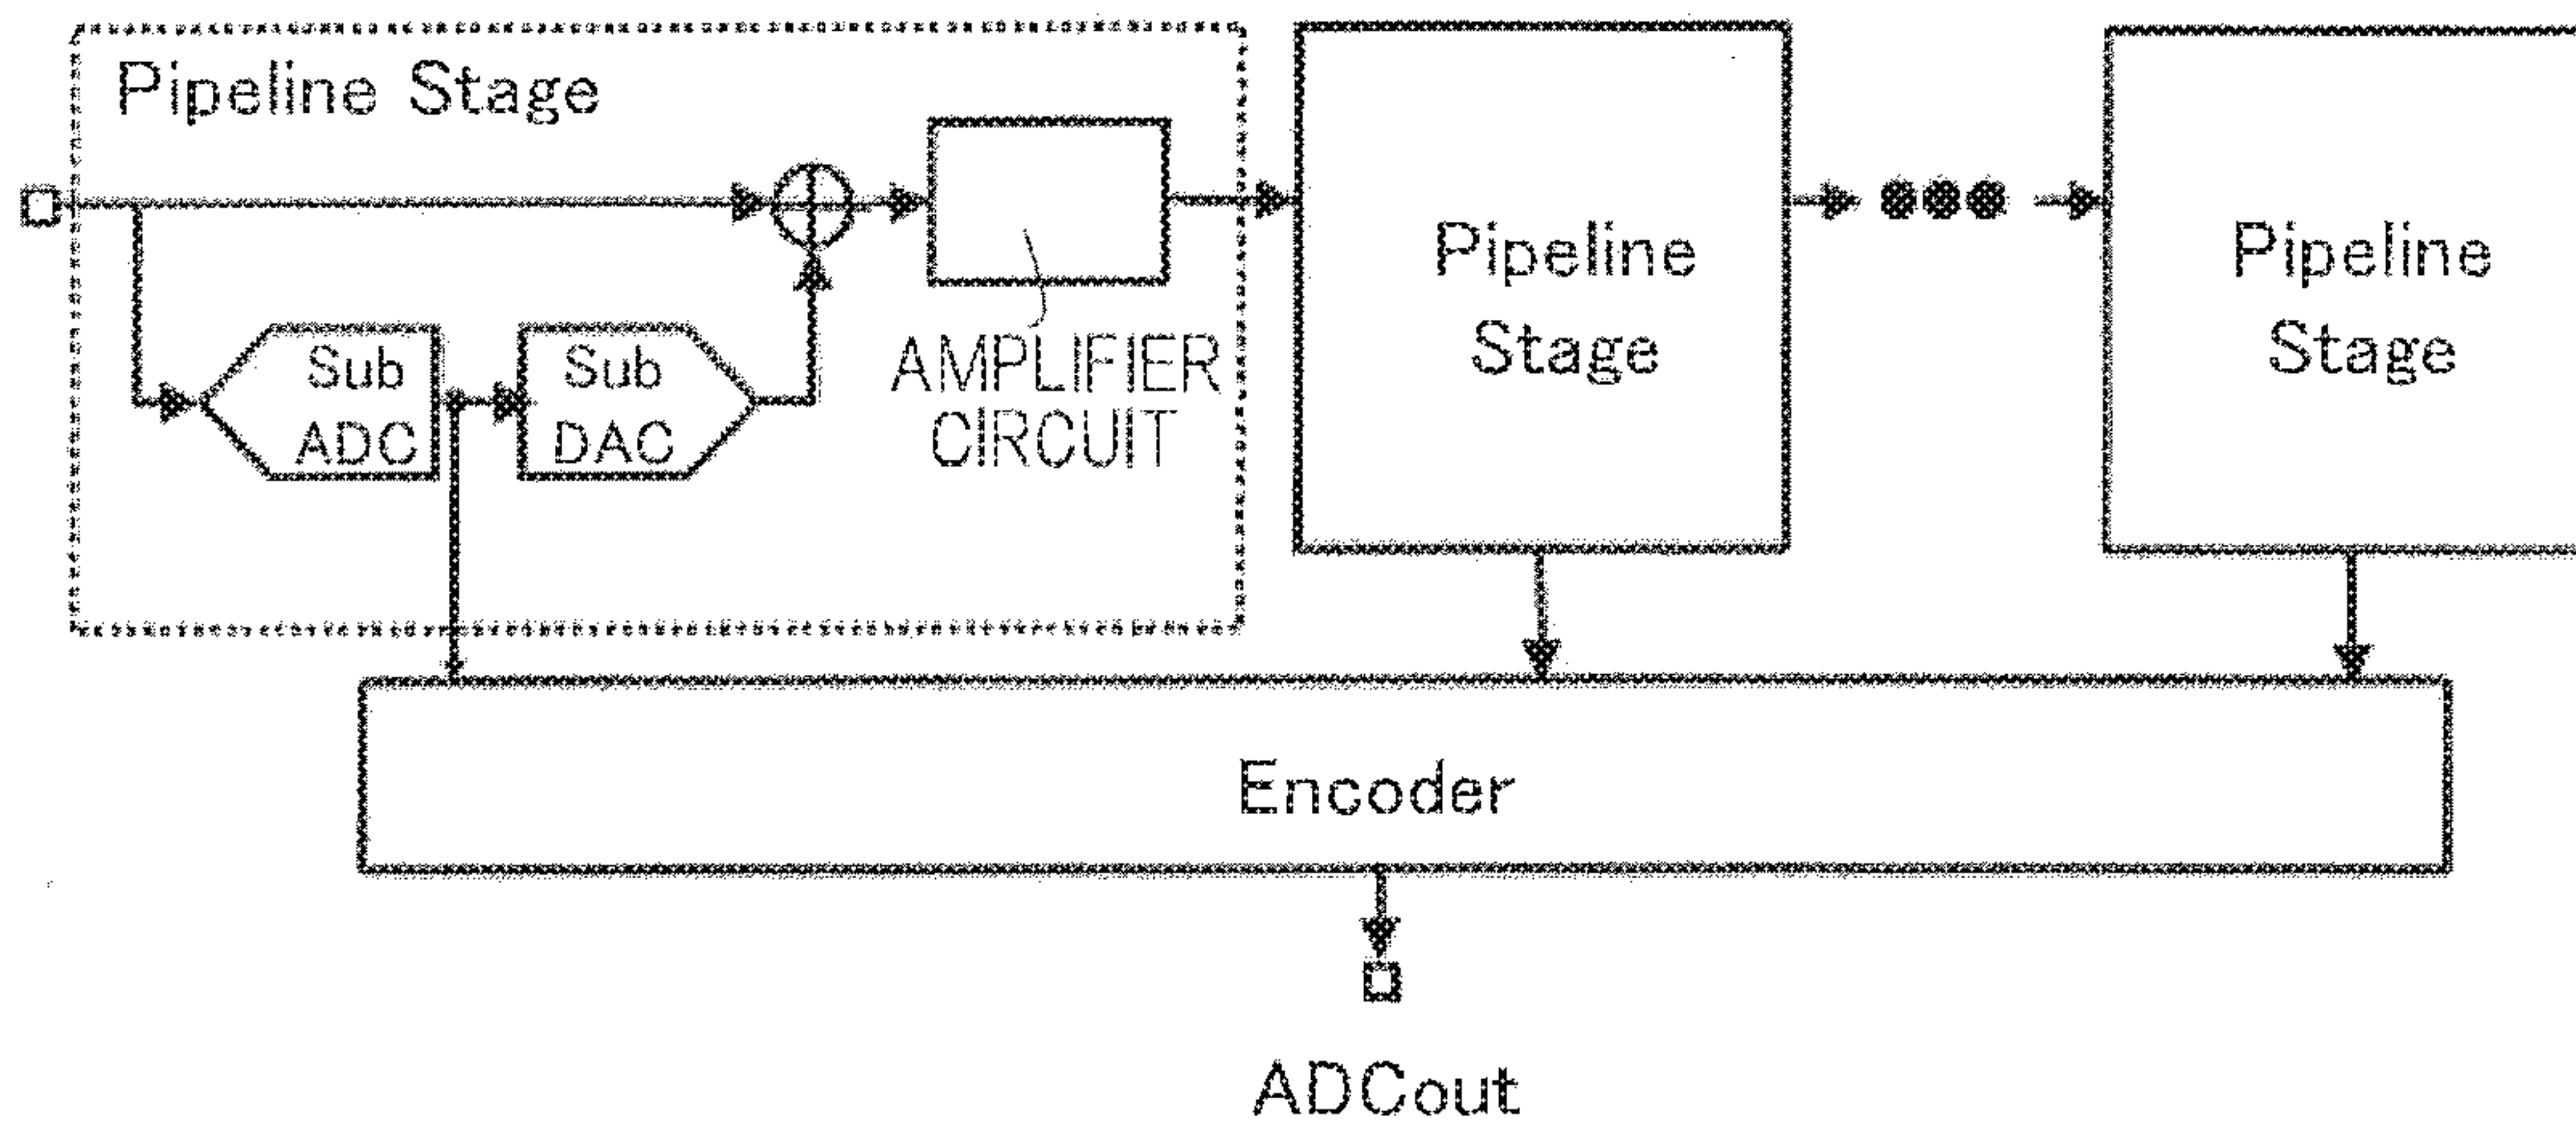 Pipeline Stage
Sub
ADC
Sub
DAC
AMPLIFIER
CIRCUIT
Pipeline
Stage
Pipeline
Stage
Encoder
ADCout